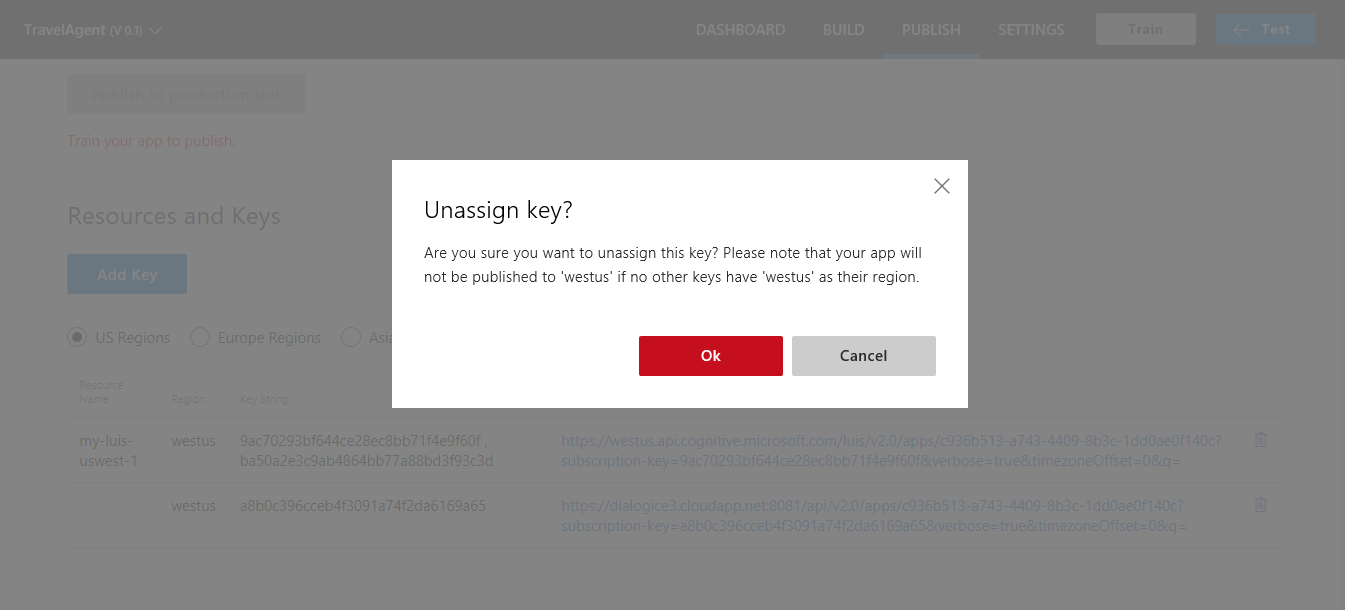 TravelAgent (V 0.1)
DASHBOARD
BUILD
PUBLISH
SETTINGS
Train
Test
Publish to production slot
Train your app to publish.
Resources and Keys
Add Key
US Regions
Europe Regions
Asia
Unassign key?
Are you sure you want to unassign this key? Please note that your app will
not be published to 'westus' if no other keys have 'westus' as their region.
Ok
Cancel
Resource
Name
Region
Key String
my-luis-
uswest-1
westus
9ac70293bf644ce28ec8bb71f4e9f60f ,
ba50a2e3c9ab4864bb77a88bd3f93c3d
https://westus.api.cognitive.microsoft.com/luis/v2.0/apps/c936b513-a743-4409-8b3c-1dd0ae0f140c?
subscription-key=9ac70293bf644ce28ec8bb71f4e9f60f&verbose=true&timezoneOffset=0&q=
westus
a8b0c396cceb4f3091a74f2da6169a65
https://dialogice3.cloudapp.net:8081/api/v2.0/apps/c936b513-a743-4409-8b3c-1dd0ae0f140c?
subscription-key=a8b0c396cceb4f3091a74f2da6169a65&verbose=true&timezoneOffset=0&q=